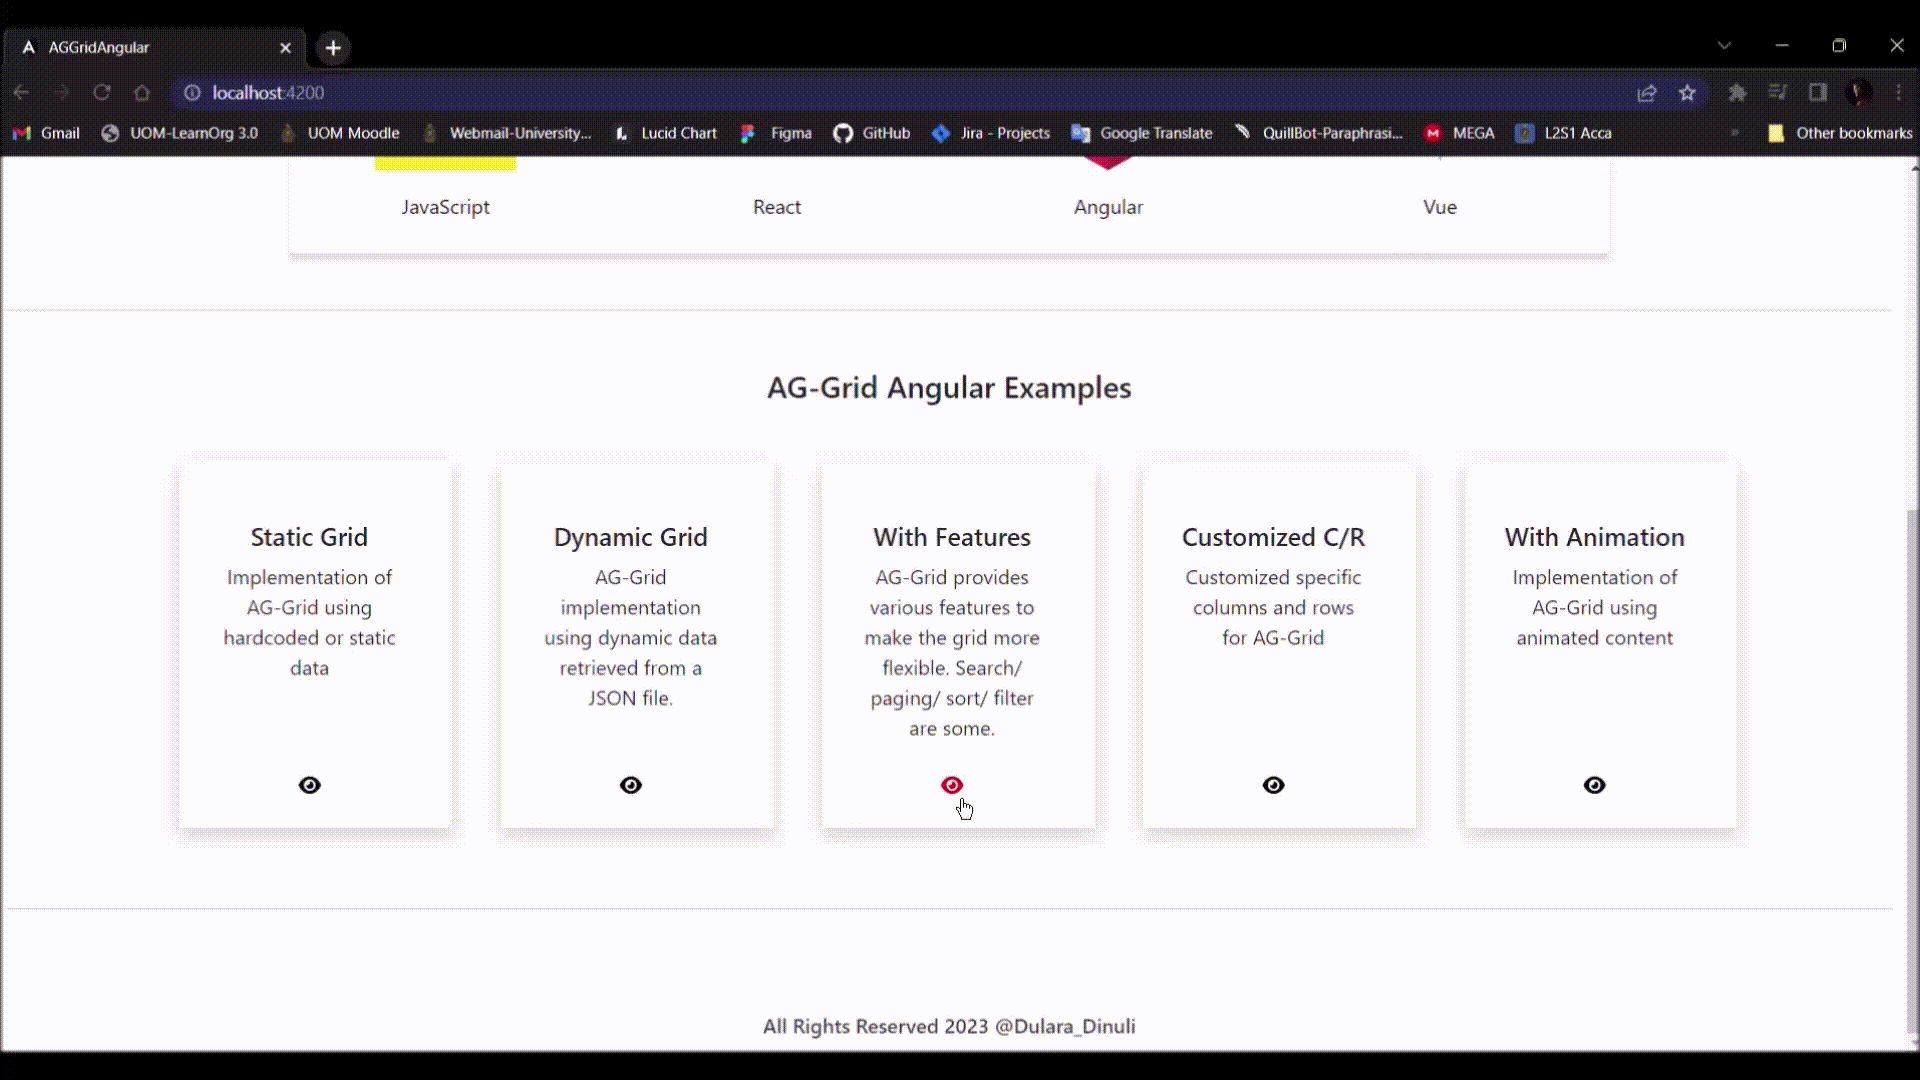 AGGridAngular
localhost:4200
Gmail UOM-LearnOrg 3.0 UOM Moodle Webmail-University... Lucid Chart Figma GitHub Jira - Projects Google Translate QuillBot-Paraphrasi... MEGA L2S1 Acca » Other bookmarks
JavaScript React Angular Vue
AG-Grid Angular Examples
Static Grid
Implementation of
AG-Grid using
hardcoded or static
data
Dynamic Grid
AG-Grid
implementation
using dynamic data
retrieved from a
JSON file.
With Features
AG-Grid provides
various features to
make the grid more
flexible. Search/
paging/ sort/ filter
are some.
Customized C/R
Customized specific
columns and rows
for AG-Grid
With Animation
Implementation of
AG-Grid using
animated content
All Rights Reserved 2023 @Dulara_Dinuli